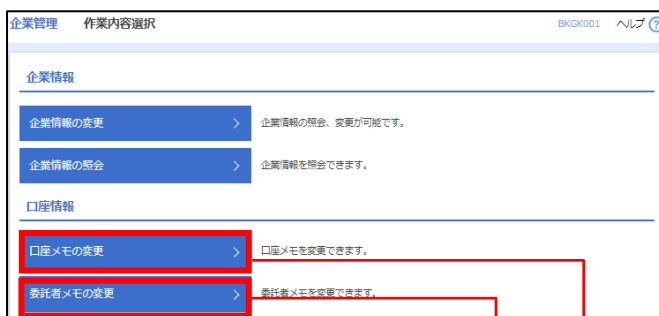 企業管理 作業内容選択 BKGK001 ヘルプ ?
企業情報
企業情報の変更 企業情報の照会、変更が可能です。
企業情報の照会 企業情報を照会できます。
口座情報
口座メモの変更 口座メモを変更できます。
委託者メモの変更 委託者メモを変更できます。